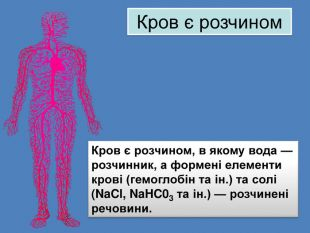 Кров є розчином
Кров є розчином, в якому вода —
розчинник, а формені елементи
крові (гемоглобін та ін.) та солі
(NaCl, NaHC0₃ та ін.) — розчинені
речовини.